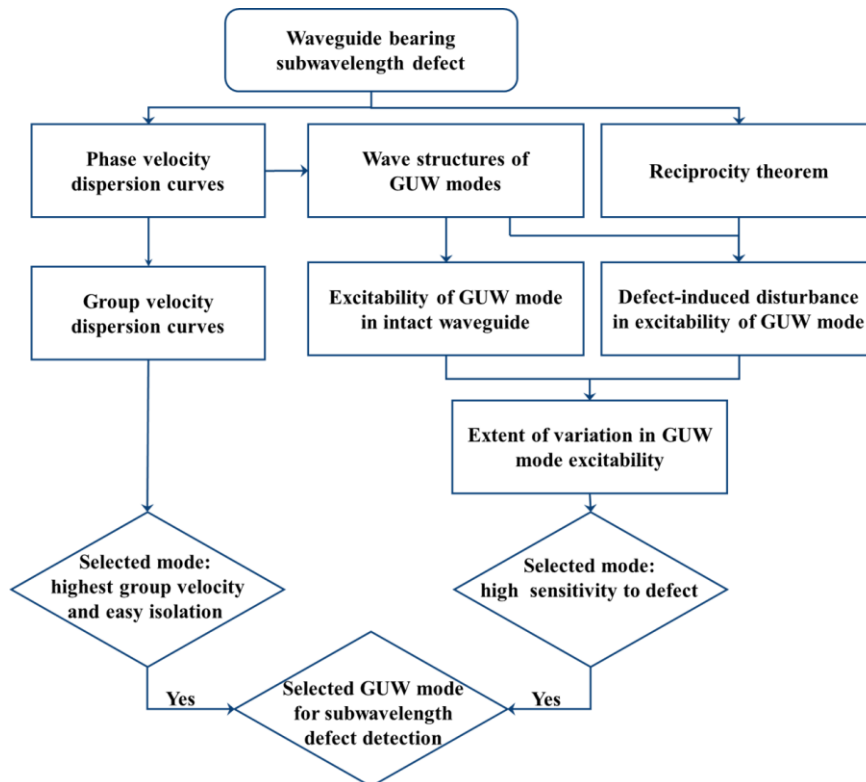 Waveguide bearing
subwavelength defect
Phase velocity
dispersion curves
Wave structures of
GUW modes
Reciprocity theorem
Group velocity
dispersion curves
Excitability of GUW mode
in intact waveguide
Defect-induced disturbance
in excitability of GUW mode
Extent of variation in GUW
mode excitability
Selected mode:
highest group velocity
and easy isolation
Selected mode:
high sensitivity to defect
Yes
Selected GUW mode
for subwavelength
defect detection
Yes